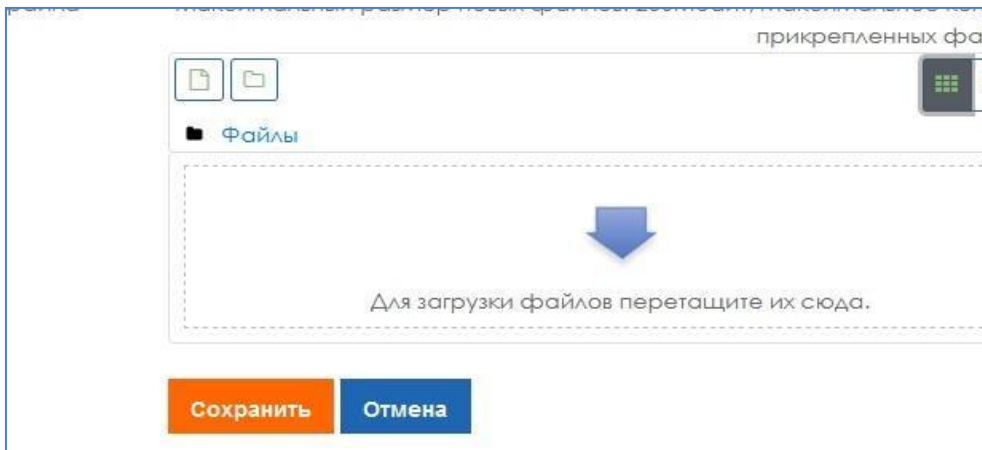 прикрепленных фа
Файлы
Для загрузки файлов перетащите их сюда.
Сохранить Отмена